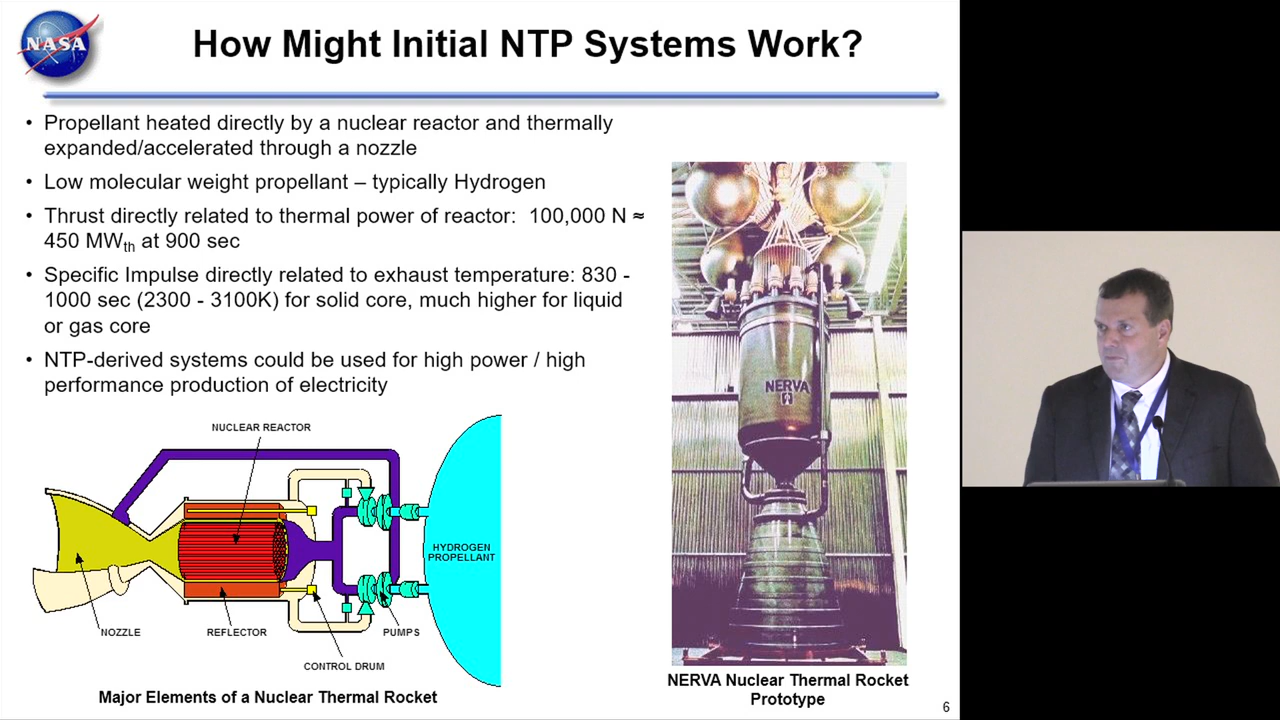 NASA
How Might Initial NTP Systems Work?
• Propellant heated directly by a nuclear reactor and thermally
expanded/accelerated through a nozzle
• Low molecular weight propellant – typically Hydrogen
• Thrust directly related to thermal power of reactor: 100,000 N ≈
450 MWth at 900 sec
• Specific Impulse directly related to exhaust temperature: 830 -
1000 sec (2300 - 3100K) for solid core, much higher for liquid
or gas core
• NTP-derived systems could be used for high power / high
performance production of electricity
NUCLEAR REACTOR
HYDROGEN
PROPELLANT
NOZZLE
REFLECTOR
PUMPS
CONTROL DRUM
Major Elements of a Nuclear Thermal Rocket
NERVA
NERVA Nuclear Thermal Rocket
Prototype
6